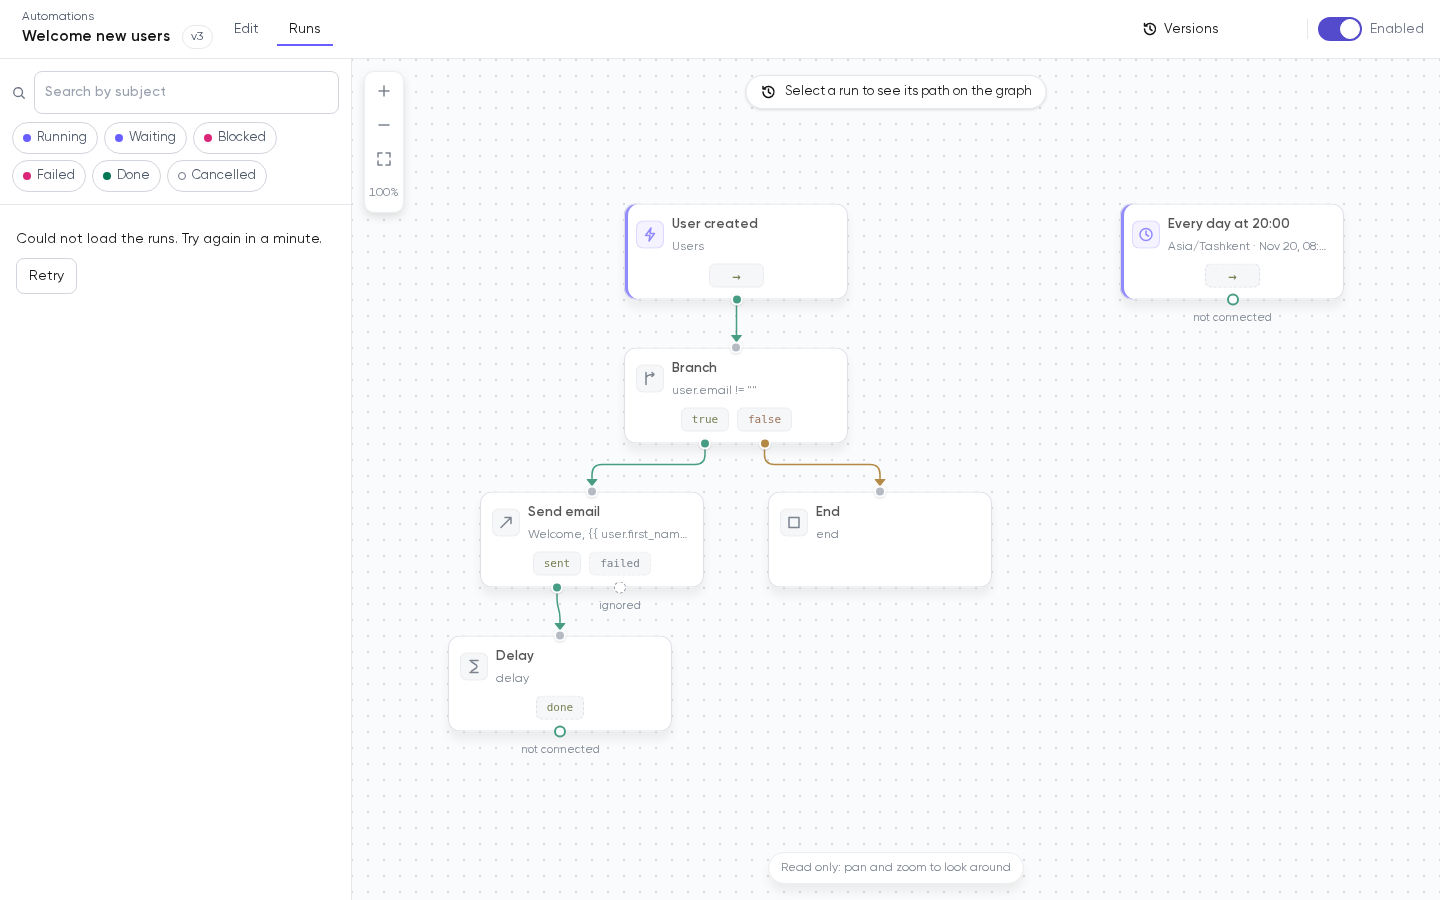 Automations
Welcome new users
v3
Edit
Runs
Versions
Enabled
Search by subject
Running
Waiting
Blocked
Failed
Done
Cancelled
Could not load the runs. Try again in a minute.
Retry
100%
Select a run to see its path on the graph
User created
Users
→
Every day at 20:00
Asia/Tashkent · Nov 20, 08:...
→
not connected
Branch
user.email != ""
true
false
Send email
Welcome, {{ user.first_nam...
sent
failed
ignored
End
end
Delay
delay
done
not connected
Read only: pan and zoom to look around